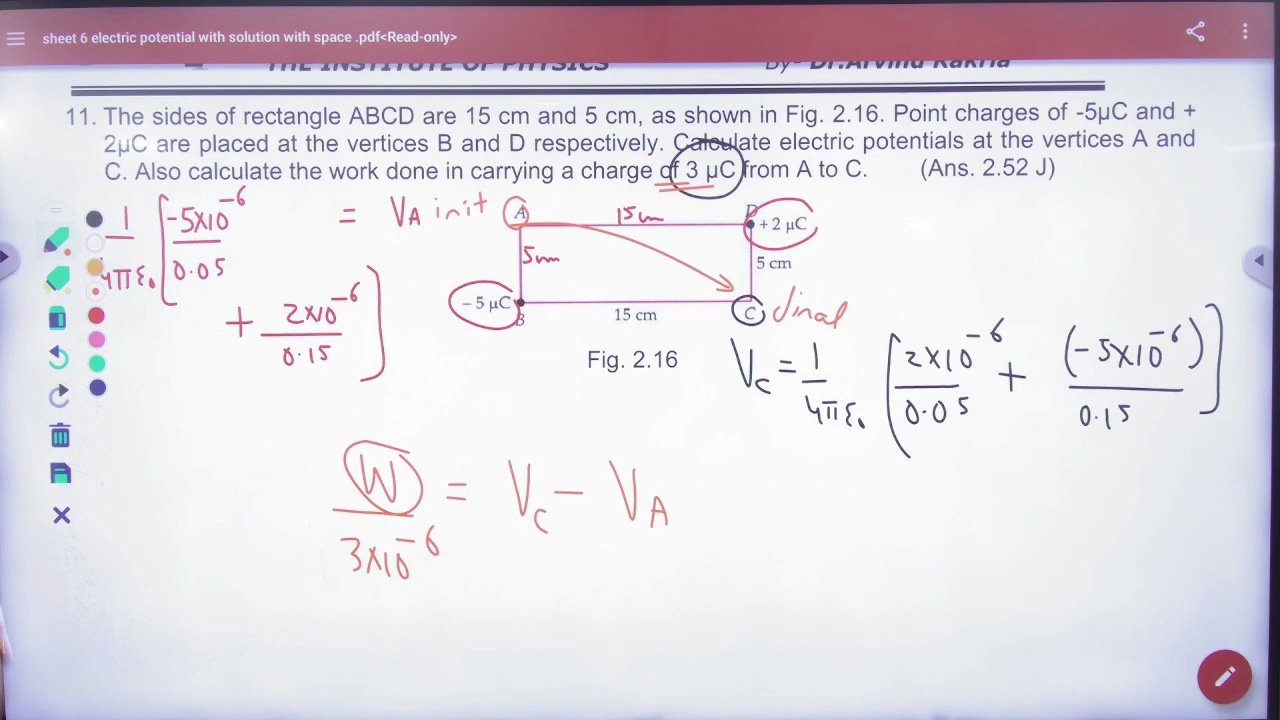 sheet 6 electric potential with solution with space .pdf<Read-only>
THE INSTITUTE OF PHYSICS By- Dr.Arvind Kakria
11. The sides of rectangle ABCD are 15 cm and 5 cm, as shown in Fig. 2.16. Point charges of -5µC and +
2µC are placed at the vertices B and D respectively. Calculate electric potentials at the vertices A and
C. Also calculate the work done in carrying a charge of 3 µC from A to C. (Ans. 2.52 J)
1/4πε₀ [-5×10⁻⁶/0.05 + 2×10⁻⁶/0.15] = V_A init
A 15cm D + 2 µC
5cm 5 cm
- 5 µC B 15 cm C final
Fig. 2.16
V_C = 1/4πε₀ [2×10⁻⁶/0.05 + (-5×10⁻⁶)/0.15]
W/3×10⁻⁶ = V_C - V_A